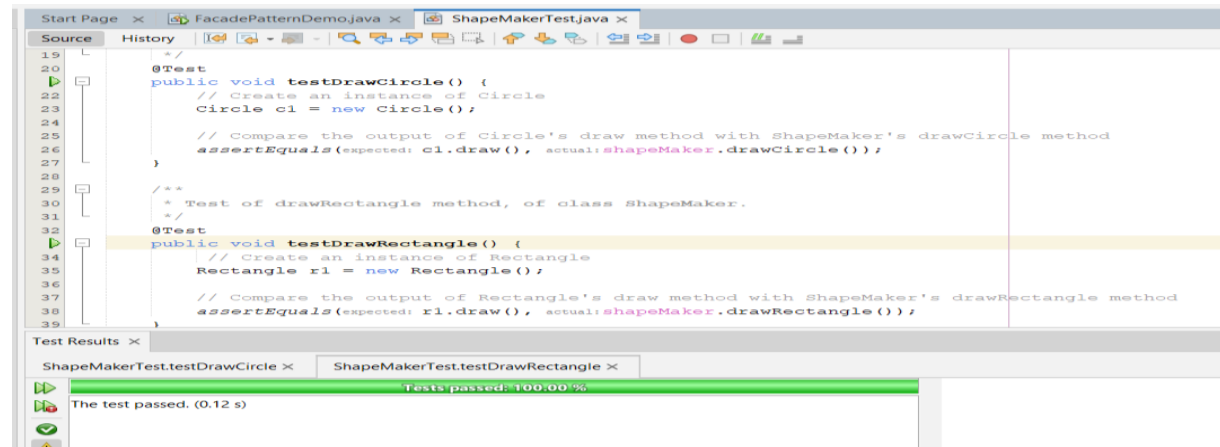 Start Page × FacadePatternDemo.java × ShapeMakerTest.java ×
Source History
19 */
20 @Test
public void testDrawCircle() {
22 // Create an instance of Circle
23 Circle c1 = new Circle();
24
25 // Compare the output of Circle's draw method with ShapeMaker's drawCircle method
26 assertEquals(expected: c1.draw(), actual: shapeMaker.drawCircle());
27 }
28
29 /**
30 * Test of drawRectangle method, of class ShapeMaker.
31 */
32 @Test
public void testDrawRectangle() {
34 // Create an instance of Rectangle
35 Rectangle r1 = new Rectangle();
36
37 // Compare the output of Rectangle's draw method with ShapeMaker's drawRectangle method
38 assertEquals(expected: r1.draw(), actual: shapeMaker.drawRectangle());
39 }
Test Results ×
ShapeMakerTest.testDrawCircle × ShapeMakerTest.testDrawRectangle ×
Tests passed: 100.00 %
The test passed. (0.12 s)